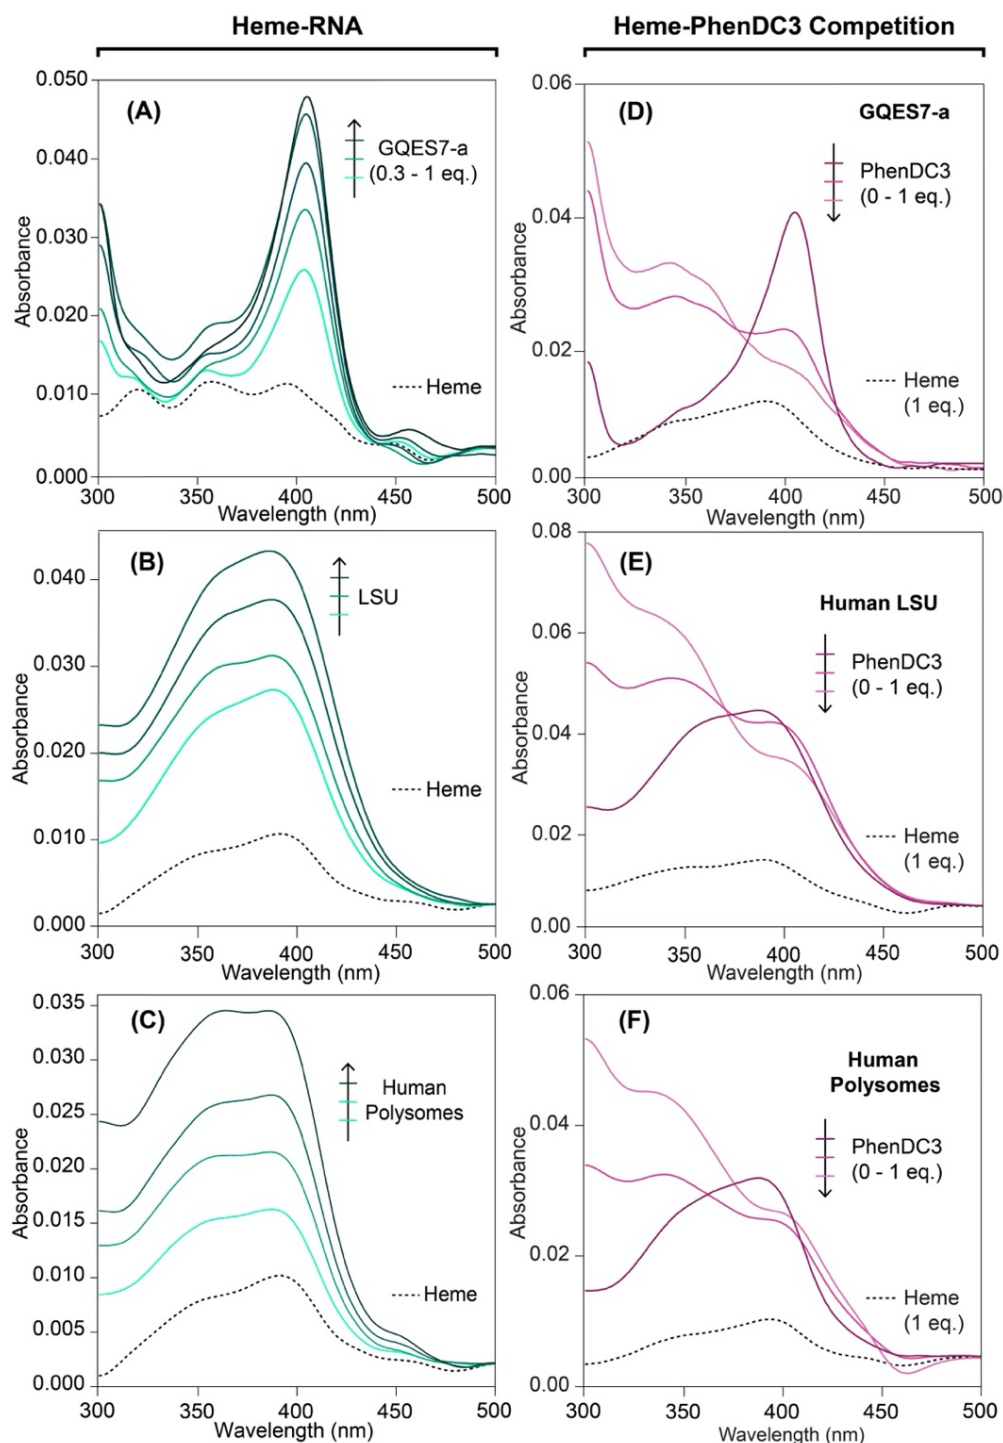 Heme-RNA
Heme-PhenDC3 Competition
(A)
GQES7-a
(0.3 - 1 eq.)
Heme
Absorbance
0.050
0.040
0.030
0.020
0.010
0.000
300
350
400
450
500
Wavelength (nm)
(D)
GQES7-a
PhenDC3
(0 - 1 eq.)
Heme
(1 eq.)
Absorbance
0.06
0.04
0.02
0.00
300
350
400
450
500
Wavelength (nm)
(B)
LSU
Heme
Absorbance
0.040
0.030
0.020
0.010
0.000
300
350
400
450
500
Wavelength (nm)
(E)
Human LSU
PhenDC3
(0 - 1 eq.)
Heme
(1 eq.)
Absorbance
0.08
0.06
0.04
0.02
0.00
300
350
400
450
500
Wavelength (nm)
(C)
Human
Polysomes
Heme
Absorbance
0.035
0.030
0.025
0.020
0.015
0.010
0.005
0.000
300
350
400
450
500
Wavelength (nm)
(F)
Human
Polysomes
PhenDC3
(0 - 1 eq.)
Heme
(1 eq.)
Absorbance
0.06
0.04
0.02
0.00
300
350
400
450
500
Wavelength (nm)